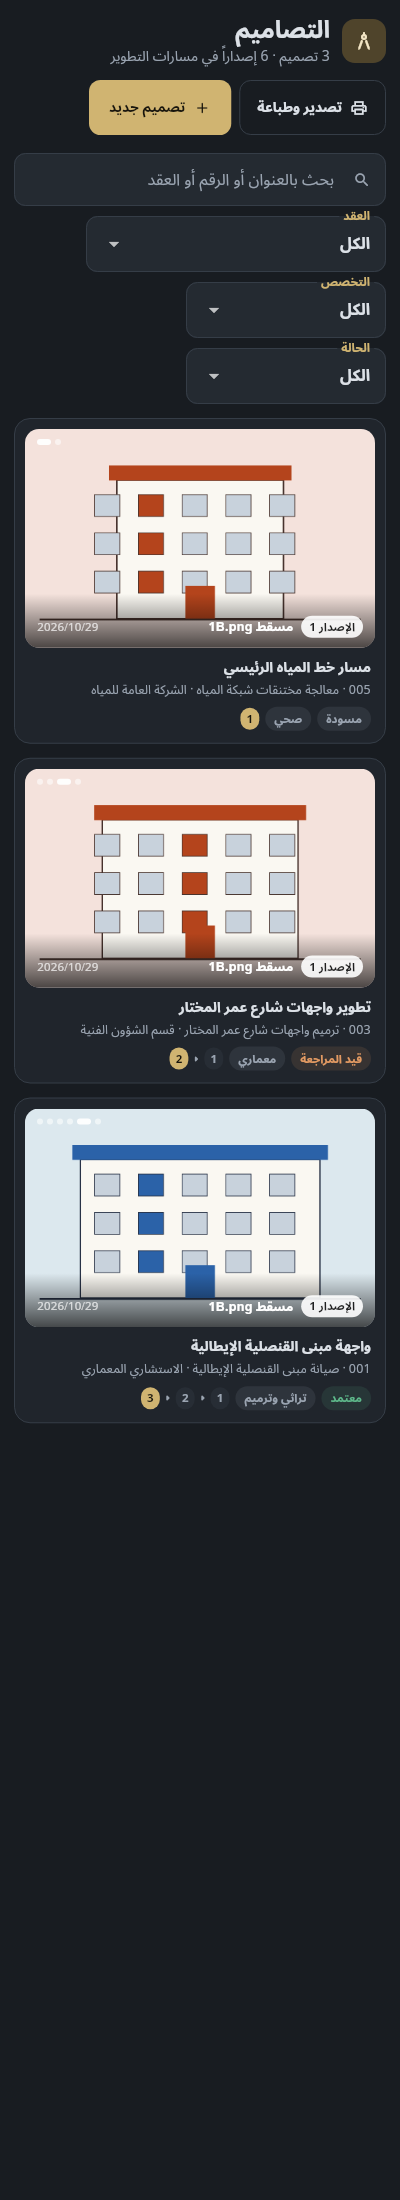 التصاميم
3 تصميم · 6 إصداراً في مسارات التطوير
تصدير وطباعة
تصميم جديد
بحث بالعنوان أو الرقم أو العقد
العقد
الكل
التخصص
الكل
الحالة
الكل
الإصدار 1 مسقط 1B.png 2026/10/29
مسار خط المياه الرئيسي
005 · معالجة مختنقات شبكة المياه · الشركة العامة للمياه
مسودة صحي 1
الإصدار 1 مسقط 1B.png 2026/10/29
تطوير واجهات شارع عمر المختار
003 · ترميم واجهات شارع عمر المختار · قسم الشؤون الفنية
قيد المراجعة معماري 1 2
الإصدار 1 مسقط 1B.png 2026/10/29
واجهة مبنى القنصلية الإيطالية
001 · صيانة مبنى القنصلية الإيطالية · الاستشاري المعماري
معتمد تراثي وترميم 1 2 3